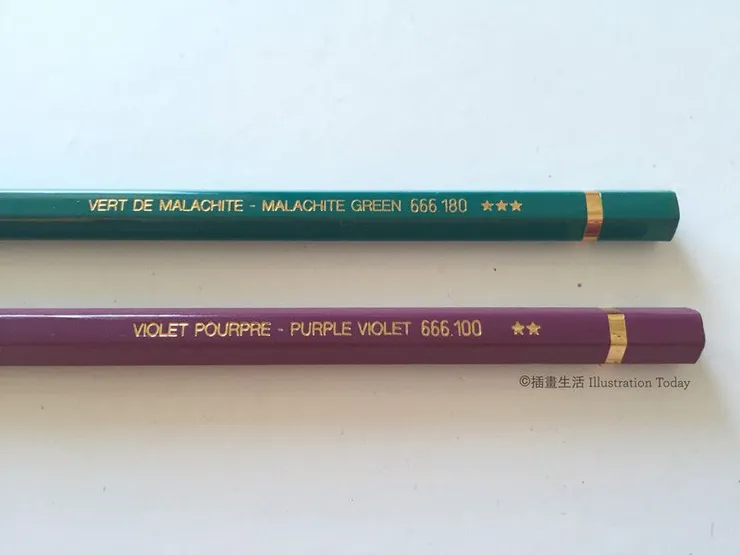 VERT DE MALACHITE - MALACHITE GREEN 666.180 ★★★
VIOLET POURPRE - PURPLE VIOLET 666.100 ★★
©插畫生活 Illustration Today